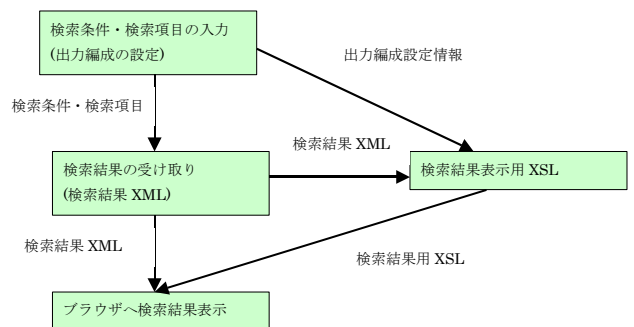 検索条件・検索項目の入力
(出力編成の設定)
出力編成設定情報
検索条件・検索項目
検索結果 XML
検索結果の受け取り
(検索結果 XML)
検索結果表示用 XSL
検索結果 XML
検索結果用 XSL
ブラウザへ検索結果表示